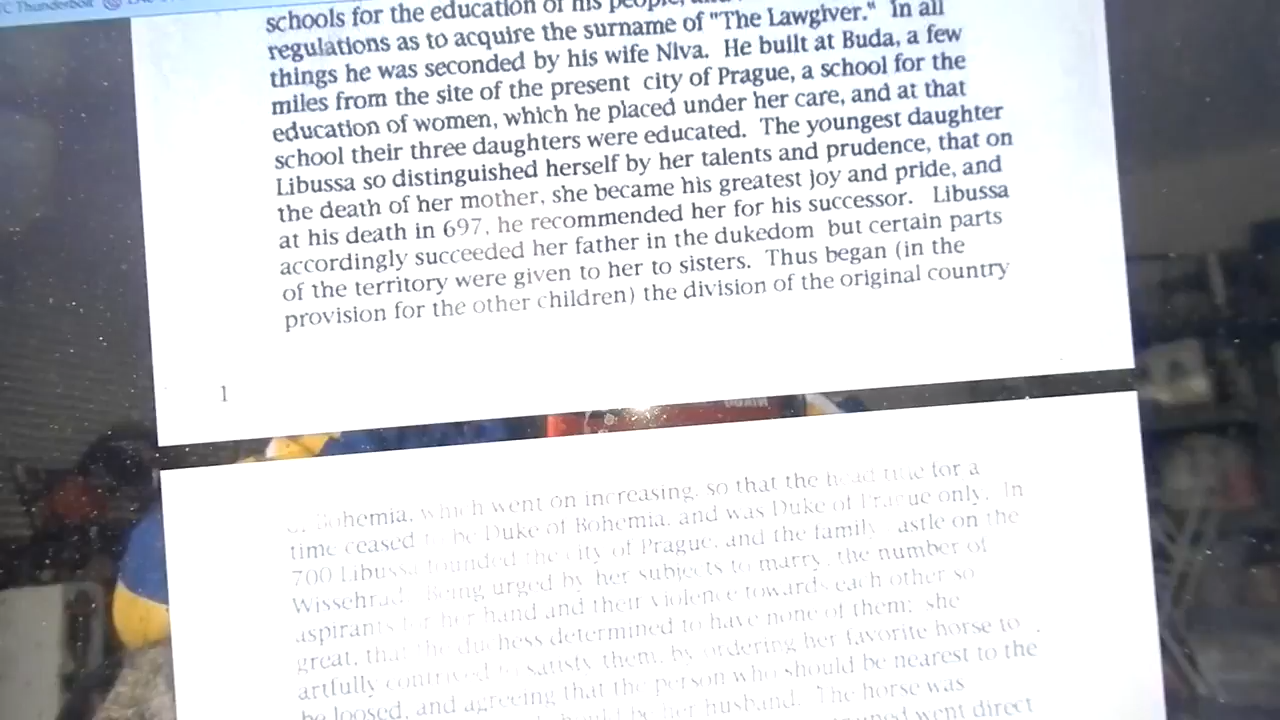 C Thunderbolt
schools for the education of his people,
regulations as to acquire the surname of "The Lawgiver." In all
things he was seconded by his wife Niva. He built at Buda, a few
miles from the site of the present city of Prague, a school for the
education of women, which he placed under her care, and at that
school their three daughters were educated. The youngest daughter
Libussa so distinguished herself by her talents and prudence, that on
the death of her mother, she became his greatest joy and pride, and
at his death in 697, he recommended her for his successor. Libussa
accordingly succeeded her father in the dukedom but certain parts
of the territory were given to her to sisters. Thus began (in the
provision for the other children) the division of the original country
1
Bohemia, which went on increasing, so that the head title for a
time ceased to be Duke of Bohemia, and was Duke of Prague only. In
700 Libussa founded the city of Prague, and the family castle on the
Wissehrad. Being urged by her subjects to marry, the number of
aspirants for her hand and their violence towards each other so
great, that the duchess determined to have none of them; she
artfully contrived to satisfy them, by ordering her favorite horse to
be loosed, and agreeing that the person who should be nearest to the
should be her husband. The horse was
went direct